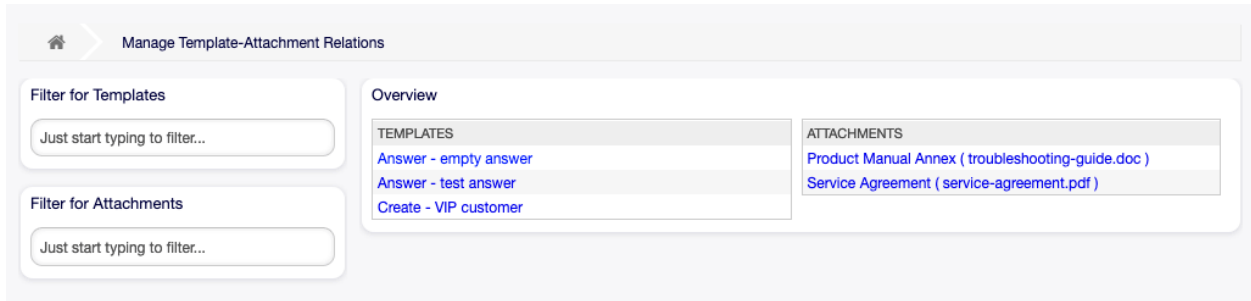 Manage Template-Attachment Relations
Filter for Templates
Just start typing to filter...
Filter for Attachments
Just start typing to filter...
Overview
TEMPLATES
Answer - empty answer
Answer - test answer
Create - VIP customer
ATTACHMENTS
Product Manual Annex ( troubleshooting-guide.doc )
Service Agreement ( service-agreement.pdf )